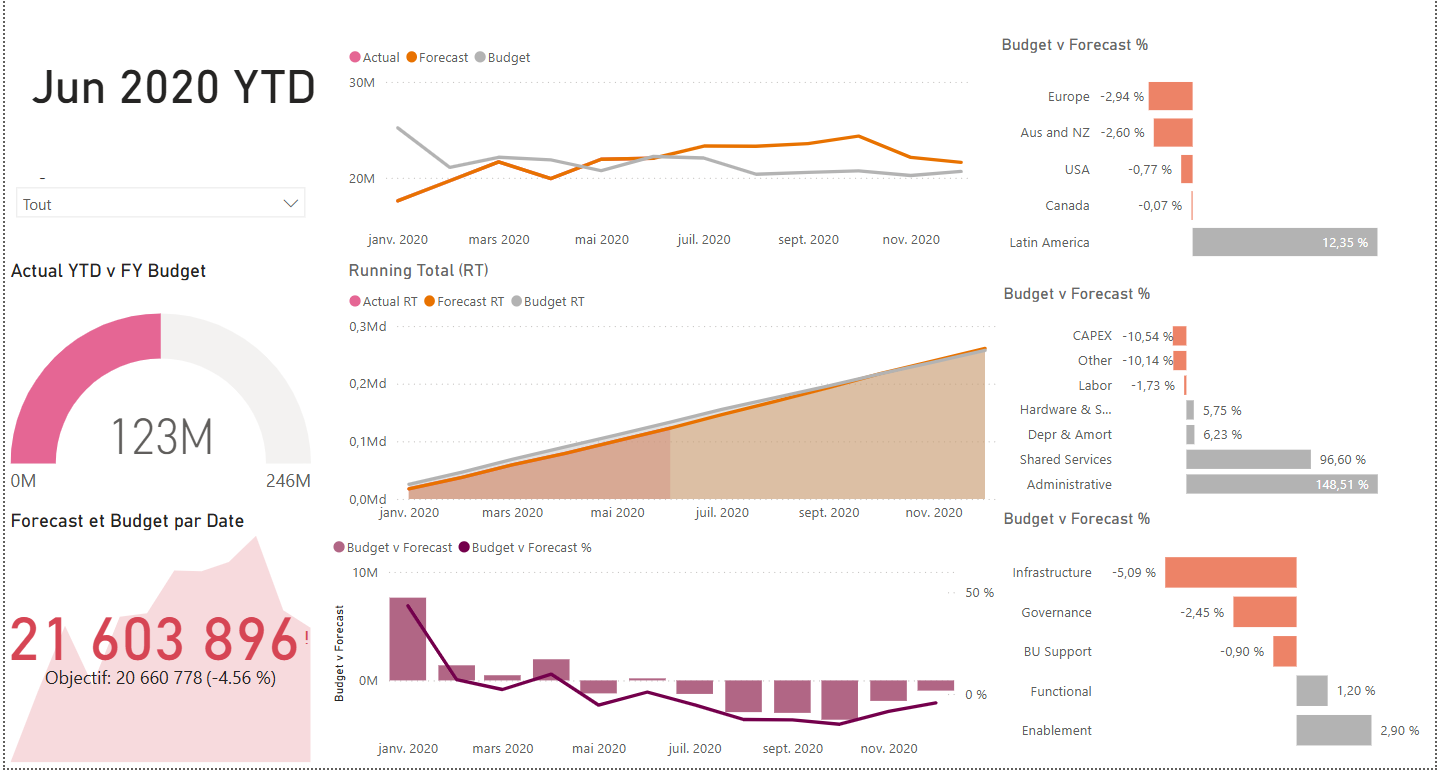 Jun 2020 YTD
-
Tout
Actual YTD v FY Budget
123M
0M 246M
Forecast et Budget par Date
21 603 896!
Objectif: 20 660 778 (-4.56 %)
Actual Forecast Budget
30M
20M
janv. 2020 mars 2020 mai 2020 juil. 2020 sept. 2020 nov. 2020
Running Total (RT)
Actual RT Forecast RT Budget RT
0,3Md
0,2Md
0,1Md
0,0Md
janv. 2020 mars 2020 mai 2020 juil. 2020 sept. 2020 nov. 2020
Budget v Forecast Budget v Forecast %
Budget v Forecast
10M
50 %
0M
0 %
janv. 2020 mars 2020 mai 2020 juil. 2020 sept. 2020 nov. 2020
Budget v Forecast %
Europe -2,94 %
Aus and NZ -2,60 %
USA -0,77 %
Canada -0,07 %
Latin America 12,35 %
Budget v Forecast %
CAPEX -10,54 %
Other -10,14 %
Labor -1,73 %
Hardware & S... 5,75 %
Depr & Amort 6,23 %
Shared Services 96,60 %
Administrative 148,51 %
Budget v Forecast %
Infrastructure -5,09 %
Governance -2,45 %
BU Support -0,90 %
Functional 1,20 %
Enablement 2,90 %